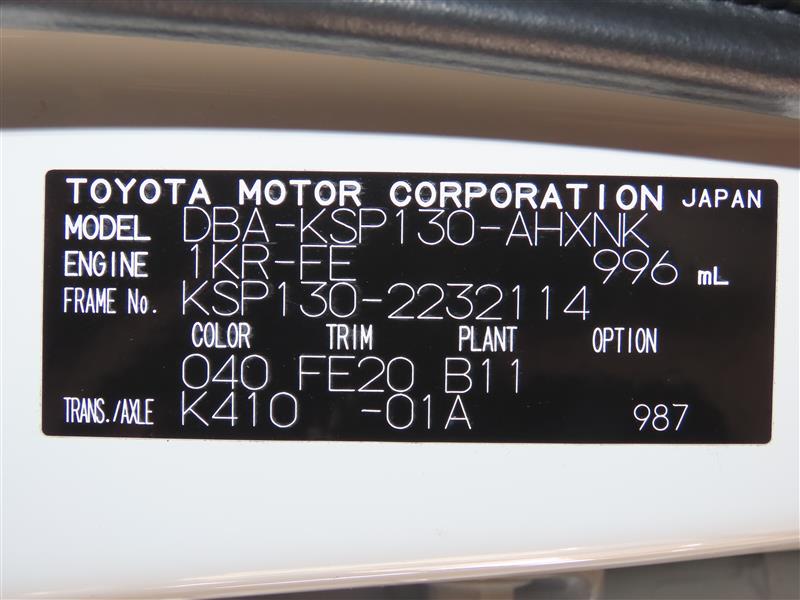 TOYOTA MOTOR CORPORATION JAPAN
MODEL DBA-KSP130-AHXNK
ENGINE 1KR-FE 996 mL
FRAME No. KSP130-2232114
COLOR TRIM PLANT OPTION
040 FE20 B11
TRANS./AXLE K410 -01A 987